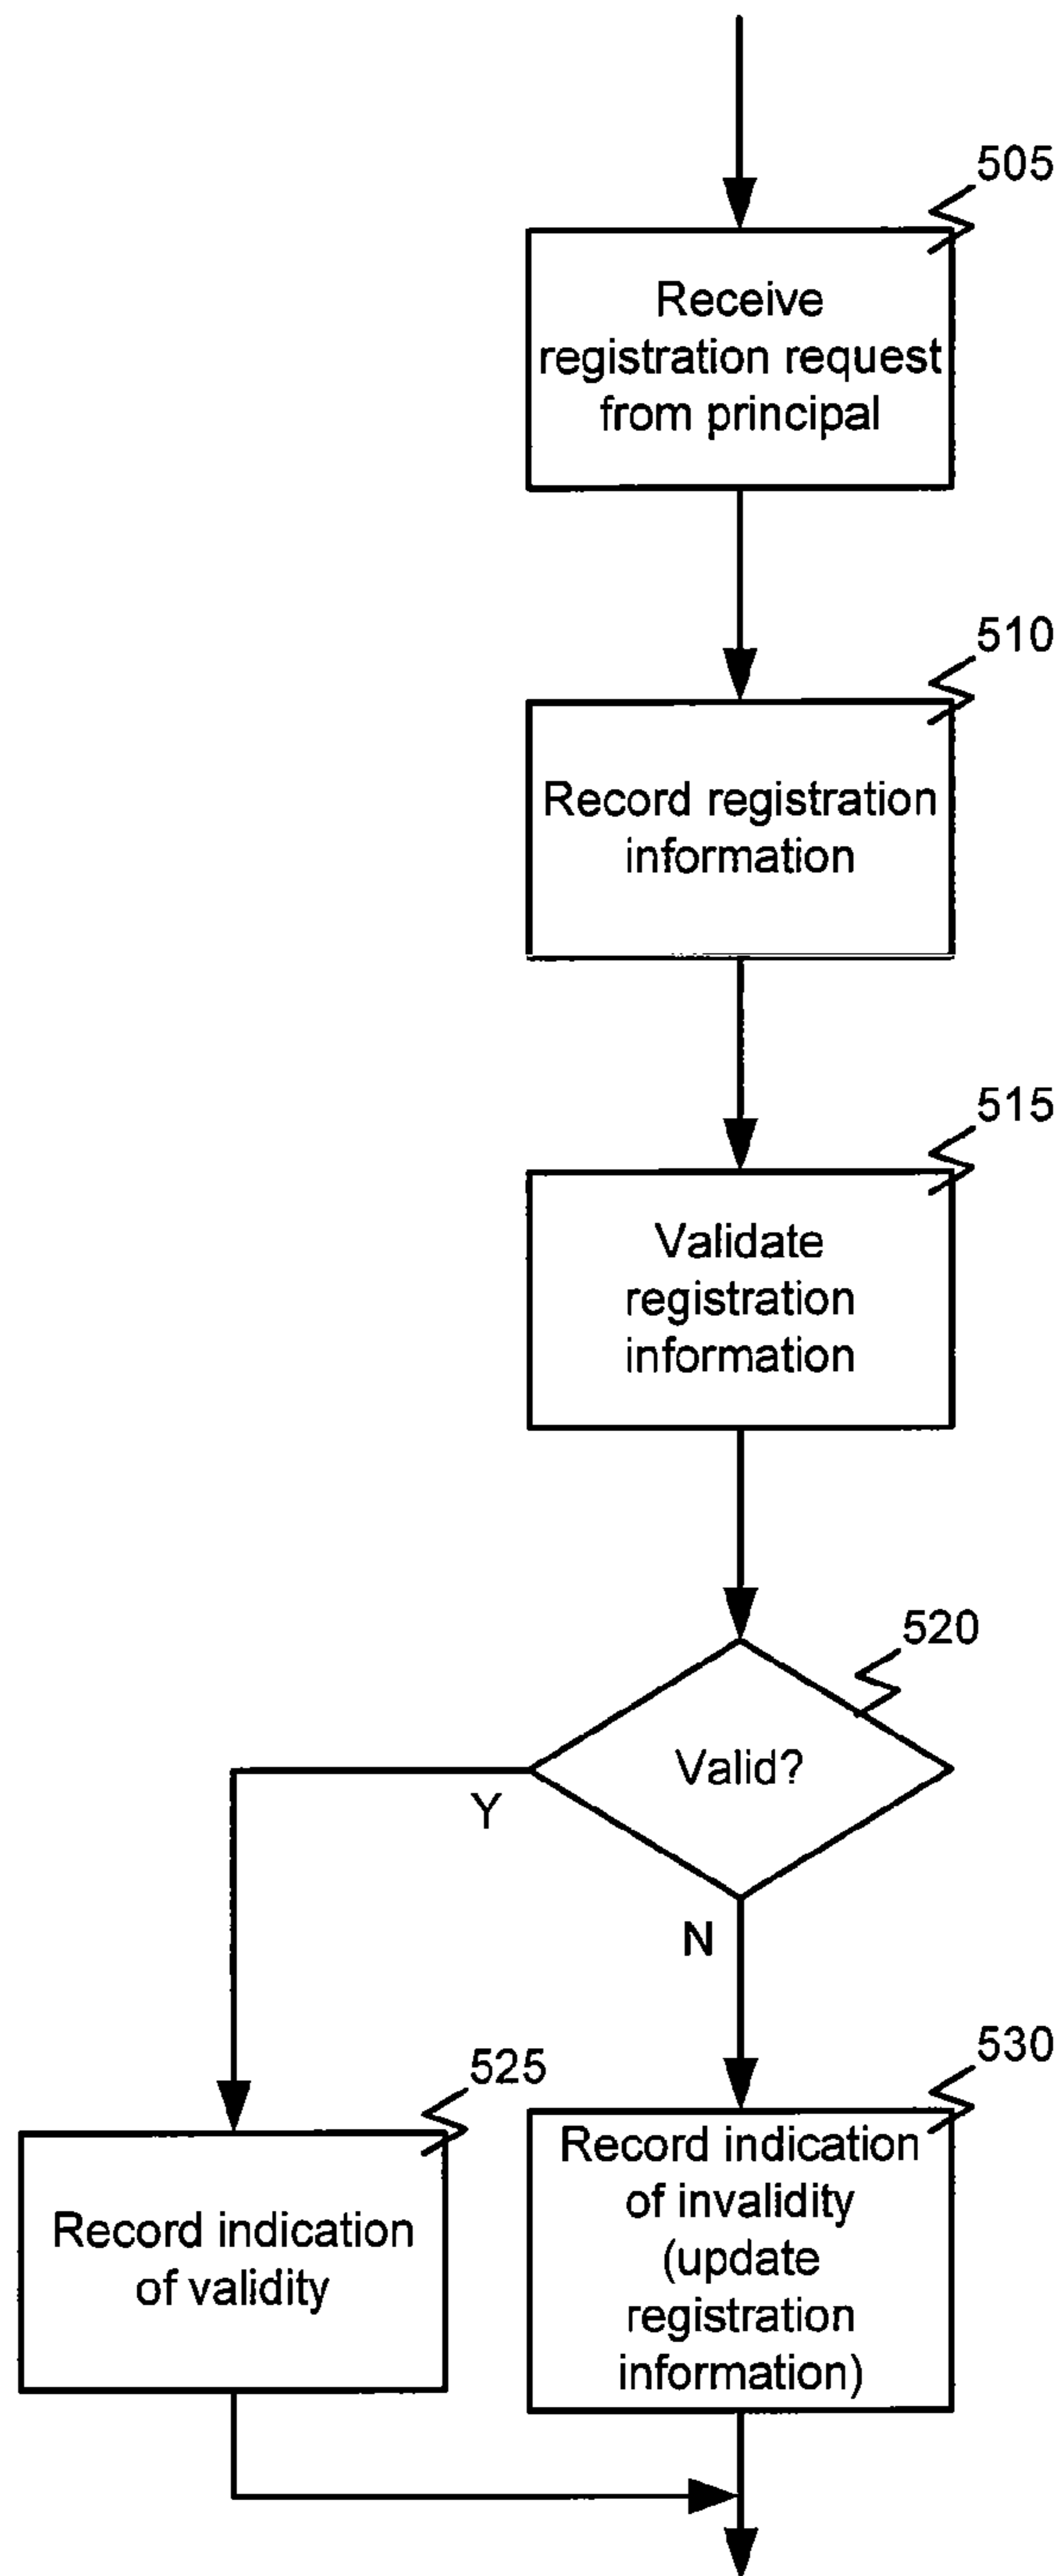 505
Receive
registration request
from principal
510
Record registration
information
515
Validate
registration
information
520
Valid?
Y
N
525
Record indication
of validity
530
Record indication
of invalidity
(update
registration
information)